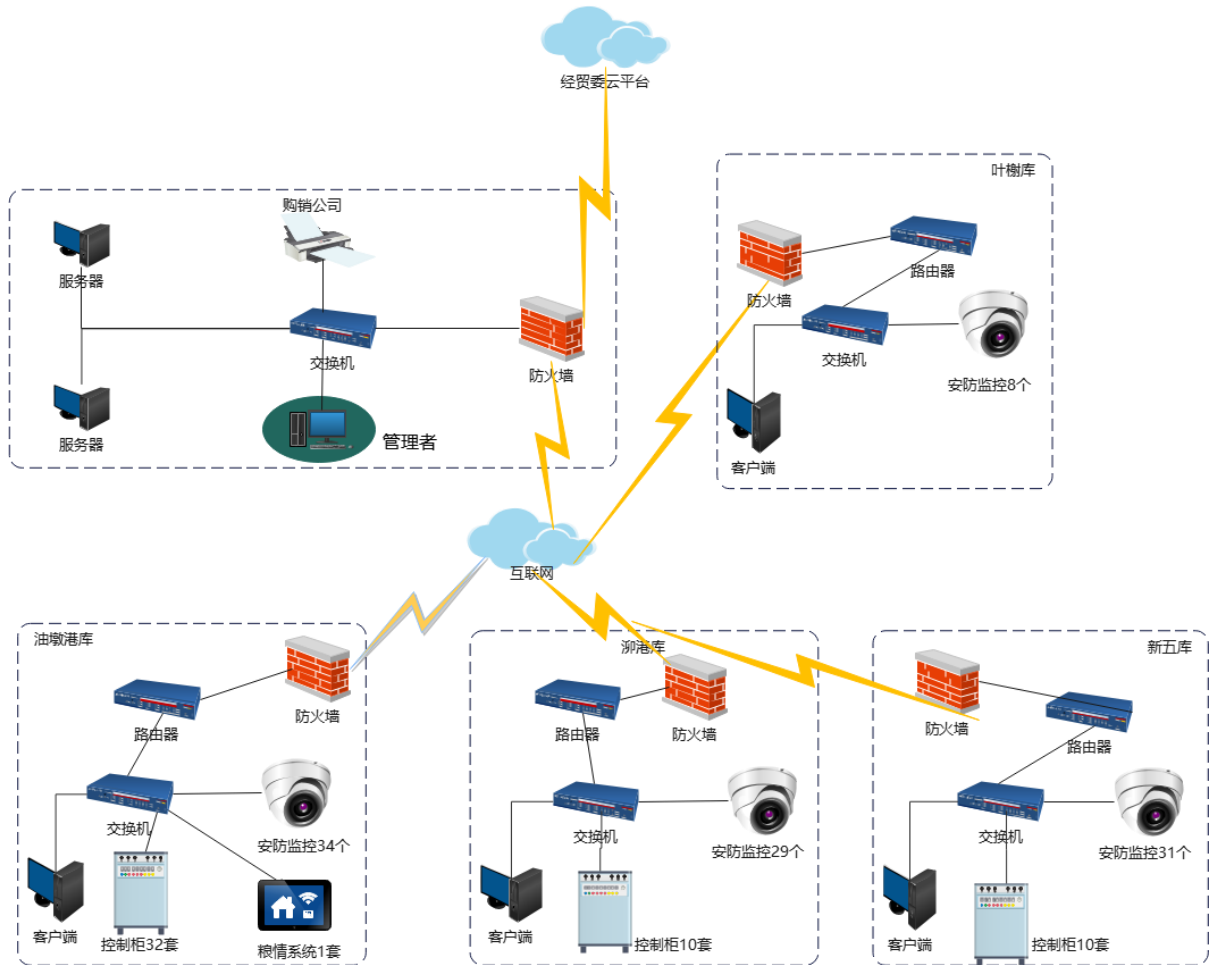 经贸委云平台
购销公司
服务器
交换机
防火墙
服务器
管理者
叶榭库
路由器
防火墙
交换机
安防监控8个
客户端
互联网
油墩港库
防火墙
路由器
交换机
安防监控34个
客户端
控制柜32套
粮情系统1套
泖港库
路由器
防火墙
交换机
安防监控29个
客户端
控制柜10套
新五库
防火墙
路由器
交换机
安防监控31个
客户端
控制柜10套